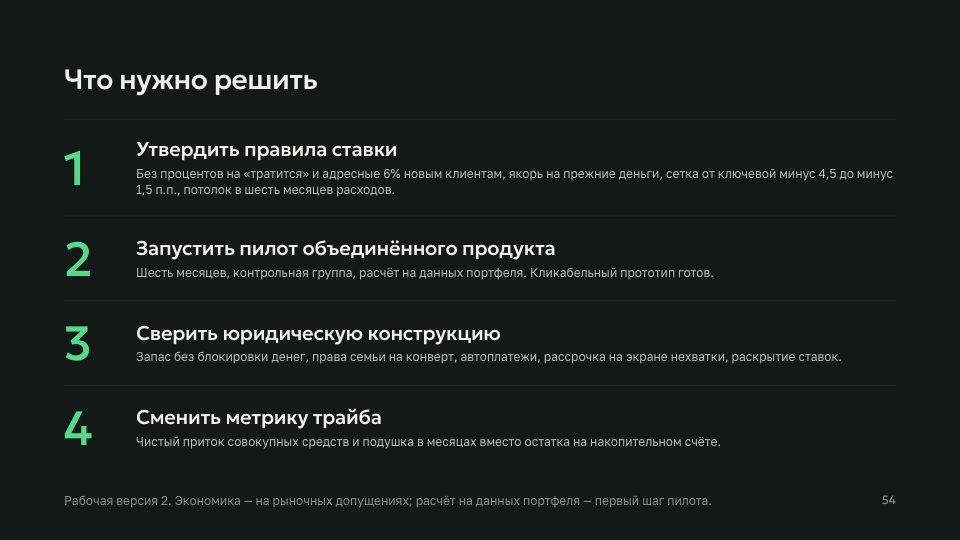 Что нужно решить
1
Утвердить правила ставки
Без процентов на «тратится» и адресные 6% новым клиентам, якорь на прежние деньги, сетка от ключевой минус 4,5 до минус
1,5 п.п., потолок в шесть месяцев расходов.
2
Запустить пилот объединённого продукта
Шесть месяцев, контрольная группа, расчёт на данных портфеля. Кликабельный прототип готов.
3
Сверить юридическую конструкцию
Запас без блокировки денег, права семьи на конверт, автоплатежи, рассрочка на экране нехватки, раскрытие ставок.
4
Сменить метрику трайба
Чистый приток совокупных средств и подушка в месяцах вместо остатка на накопительном счёте.
Рабочая версия 2. Экономика — на рыночных допущениях; расчёт на данных портфеля — первый шаг пилота.
54